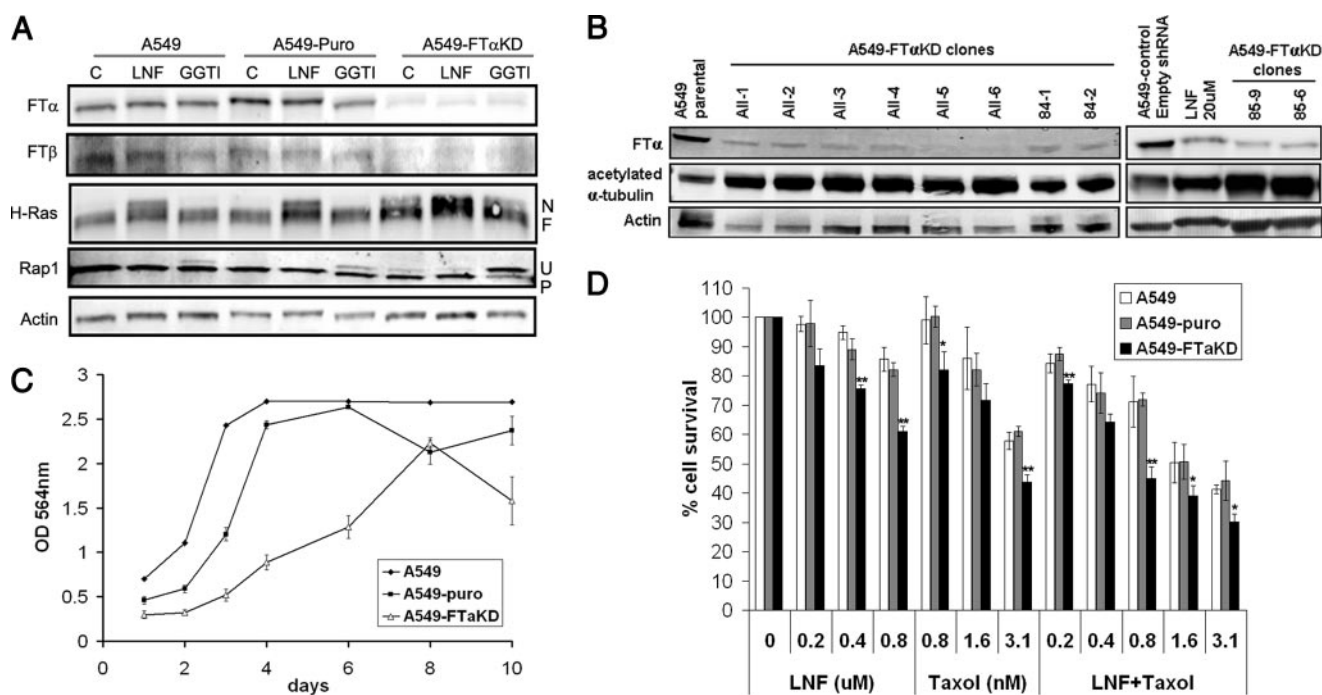 A
A549 A549-Puro A549-FTαKD
C LNF GGTI C LNF GGTI C LNF GGTI
FTα
FTβ
H-Ras N
F
Rap1 U
P
Actin
B
A549-FTαKD clones
A549 parental
All-1
All-2
All-3
All-4
All-5
All-6
84-1
84-2
A549-control Empty shRNA
LNF 20uM
A549-FTαKD clones
85-9
85-6
FTα
acetylated α-tubulin
Actin
C
OD 564nm
3
2.5
2
1.5
1
0.5
0
0 2 4 6 8 10
days
A549
A549-puro
A549-FTaKD
D
% cell survival
110
100
90
80
70
60
50
40
30
20
10
0
A549
A549-puro
A549-FTaKD
** ** * ** ** ** * *
0 0.2 0.4 0.8 0.8 1.6 3.1 0.2 0.4 0.8 1.6 3.1
LNF (uM) Taxol (nM) LNF+Taxol